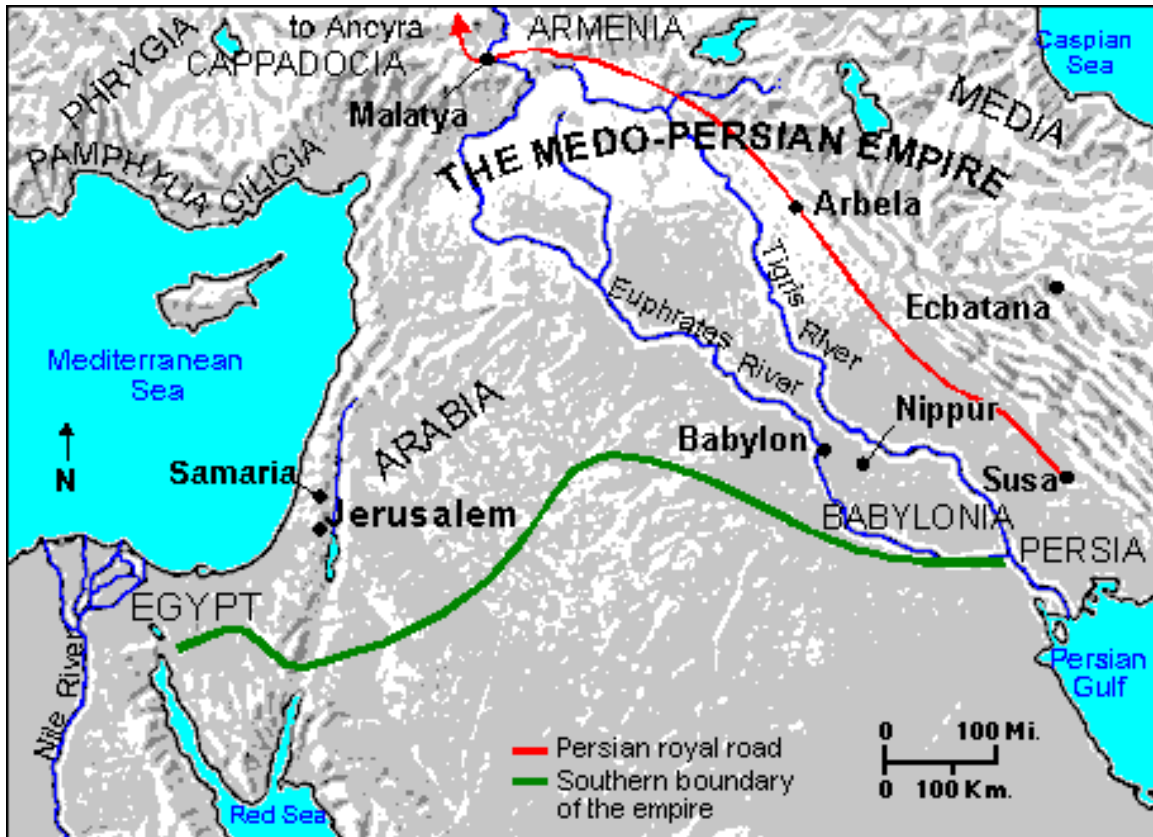 to Ancyra
ARMENIA
CAPPADOCIA
PHRYGIA
Caspian
Sea
MEDIA
Malatya
THE MEDO-PERSIAN EMPIRE
PAMPHYLIA
CILICIA
Arbela
Tigris
River
Ecbatana
Euphrates
River
Mediterranean
Sea
ARABIA
Nippur
Babylon
N
Samaria
Susa
Jerusalem
BABYLONIA
PERSIA
EGYPT
Nile River
Persian
Gulf
Persian royal road
Southern boundary
of the empire
0 100 Mi.
0 100 Km.
Red Sea